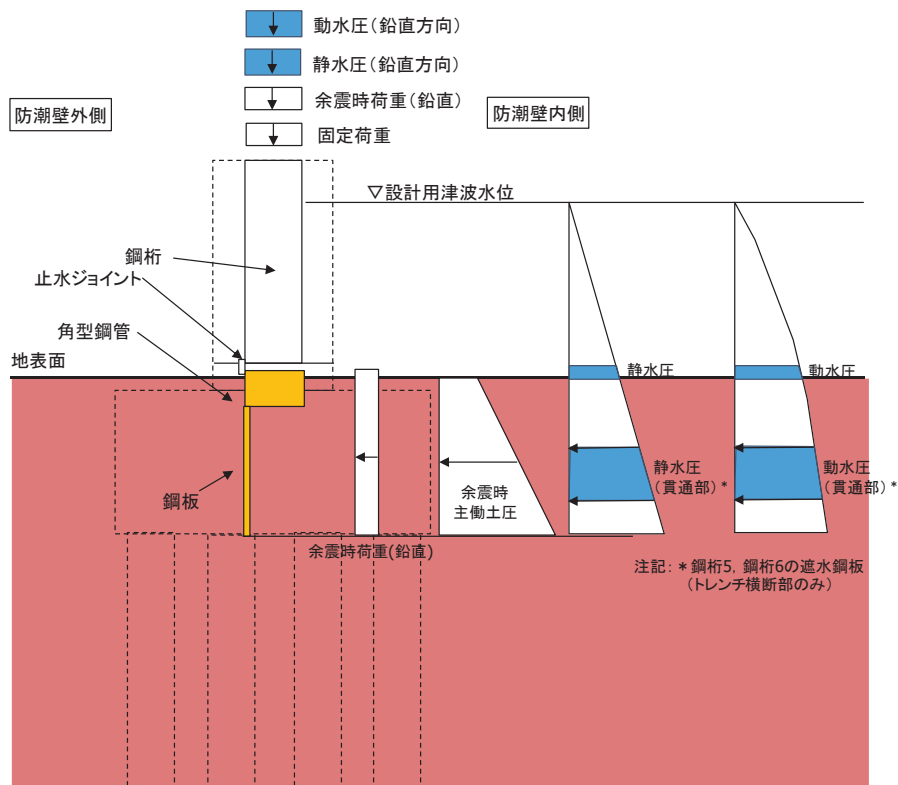 動水圧(鉛直方向)
静水圧(鉛直方向)
余震時荷重(鉛直)
固定荷重
防潮壁外側
防潮壁内側
▽設計用津波水位
鋼桁
止水ジョイント
角型鋼管
地表面
静水圧
動水圧
鋼板
余震時
主働土圧
静水圧
(貫通部)*
動水圧
(貫通部)*
余震時荷重(鉛直)
注記:*鋼桁5,鋼桁6の遮水鋼板
(トレンチ横断部のみ)